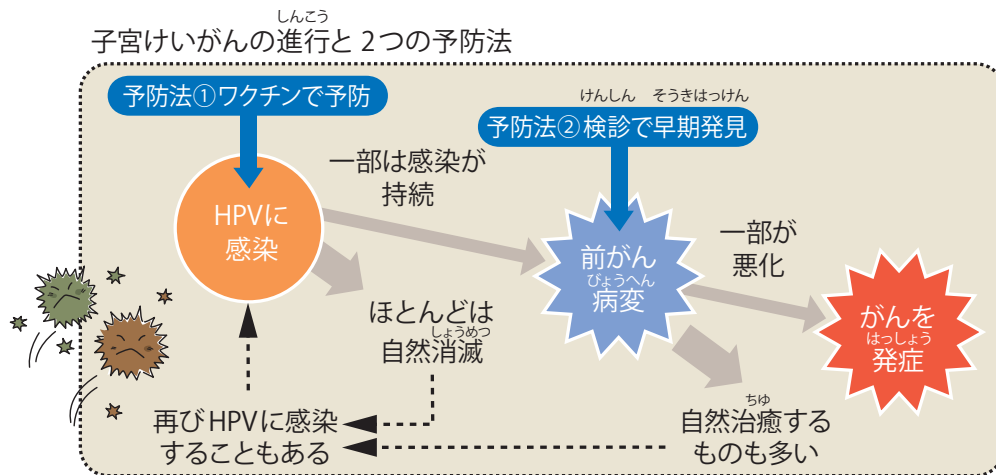 しんこう
子宮けいがんの進行と2つの予防法
予防法①ワクチンで予防
けんしん そうきはっけん
予防法②検診で早期発見
一部は感染が
持続
HPVに
感染
前がん
びょうへん
病変
一部が
悪化
がんを
はっしょう
発症
ほとんどは
しょうめつ
自然消滅
再びHPVに感染
することもある
ちゆ
自然治癒する
ものも多い